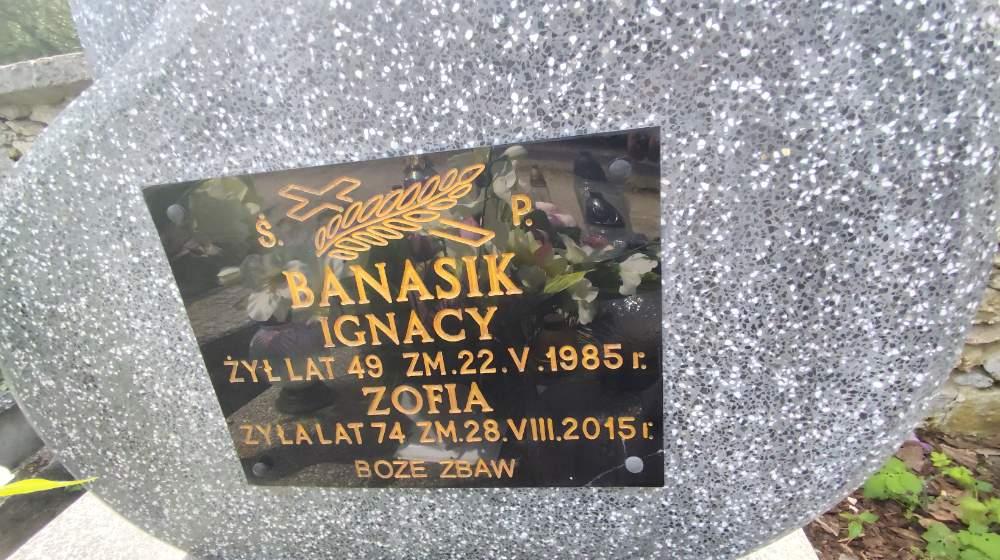 Ś. P.
BANASIK
IGNACY
ŻYŁ LAT 49 ZM. 22. V. 1985 r.
ZOFIA
ŻYŁA LAT 74 ZM. 28. VIII. 2015 r.
BOŻE ZBAW